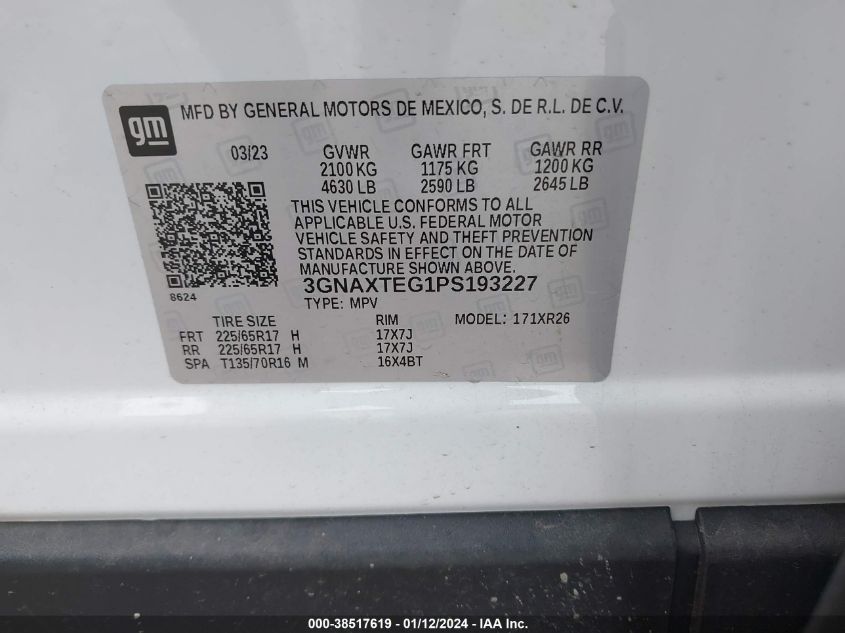 gm
MFD BY GENERAL MOTORS DE MEXICO, S. DE R.L. DE C.V.
03/23 GVWR GAWR FRT GAWR RR
2100 KG 1175 KG 1200 KG
4630 LB 2590 LB 2645 LB
THIS VEHICLE CONFORMS TO ALL
APPLICABLE U.S. FEDERAL MOTOR
VEHICLE SAFETY AND THEFT PREVENTION
STANDARDS IN EFFECT ON THE DATE OF
MANUFACTURE SHOWN ABOVE.
8624
3GNAXTEG1PS193227
TYPE: MPV
TIRE SIZE RIM MODEL: 171XR26
FRT 225/65R17 H 17X7J
RR 225/65R17 H 17X7J
SPA T135/70R16 M 16X4BT
000-38517619 - 01/12/2024 - IAA Inc.